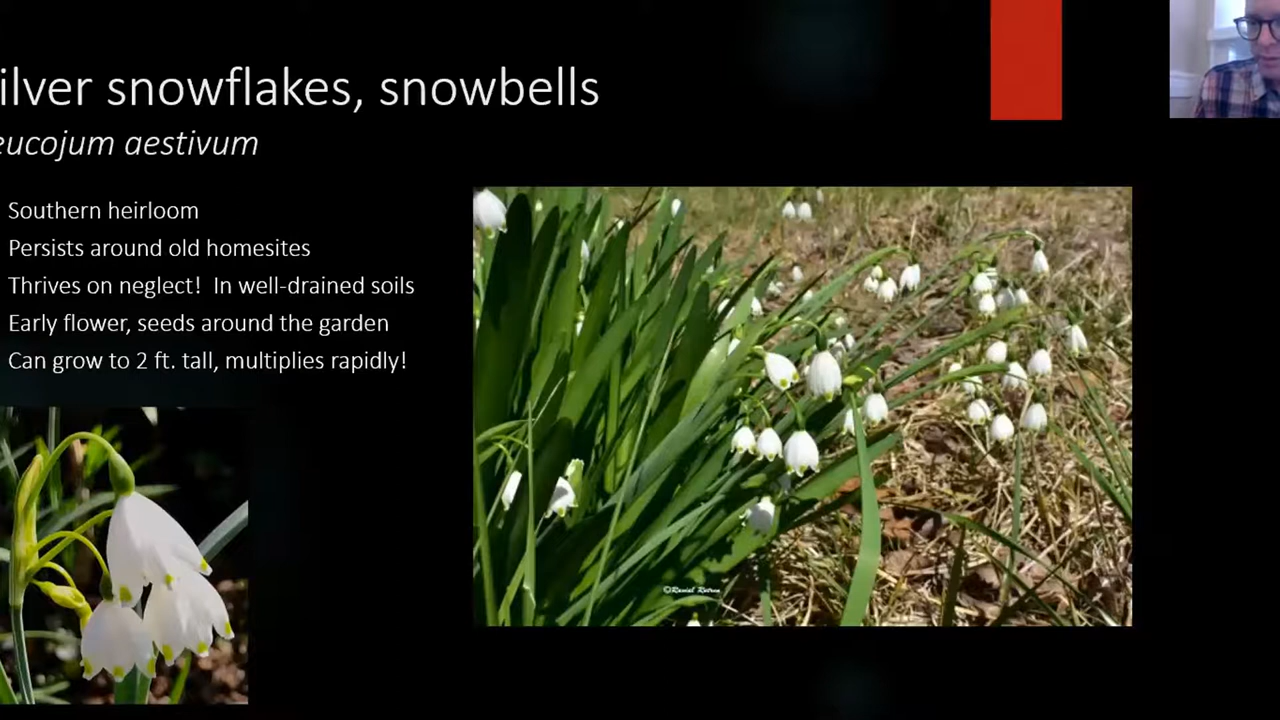 ilver snowflakes, snowbells
eucojum aestivum
Southern heirloom
Persists around old homesites
Thrives on neglect! In well-drained soils
Early flower, seeds around the garden
Can grow to 2 ft. tall, multiplies rapidly!